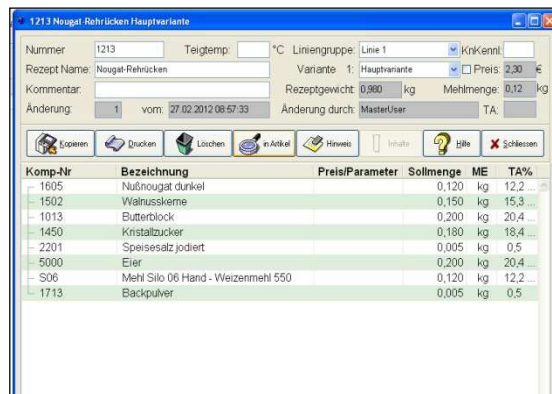 1213 Nougat-Rehrücken Hauptvariante
Nummer 1213 Teigtemp: °C Liniengruppe: Linie 1 KnKennl:
Rezept Name: Nougat-Rehrücken Variante 1: Hauptvariante Preis: 2,30 €
Kommentar: Rezeptgewicht: 0,980 kg Mehlmenge: 0,12 kg
Änderung: 1 vom: 27.02.2012 08:57:33 Änderung durch: MasterUser TA:
Kopieren Drucken Löschen in Artikel Hinweis Inhalte Hilfe Schliessen
Komp-Nr Bezeichnung Preis/Parameter Sollmenge ME TA%
1605 Nußnougat dunkel 0,120 kg 12,2 ...
1502 Walnusskerne 0,150 kg 15,3 ...
1013 Butterblock 0,200 kg 20,4 ...
1450 Kristallzucker 0,180 kg 18,4 ...
2201 Speisesalz jodiert 0,005 kg 0,5
5000 Eier 0,200 kg 20,4 ...
S06 Mehl Silo 06 Hand - Weizenmehl 550 0,120 kg 12,2 ...
1713 Backpulver 0,005 kg 0,5